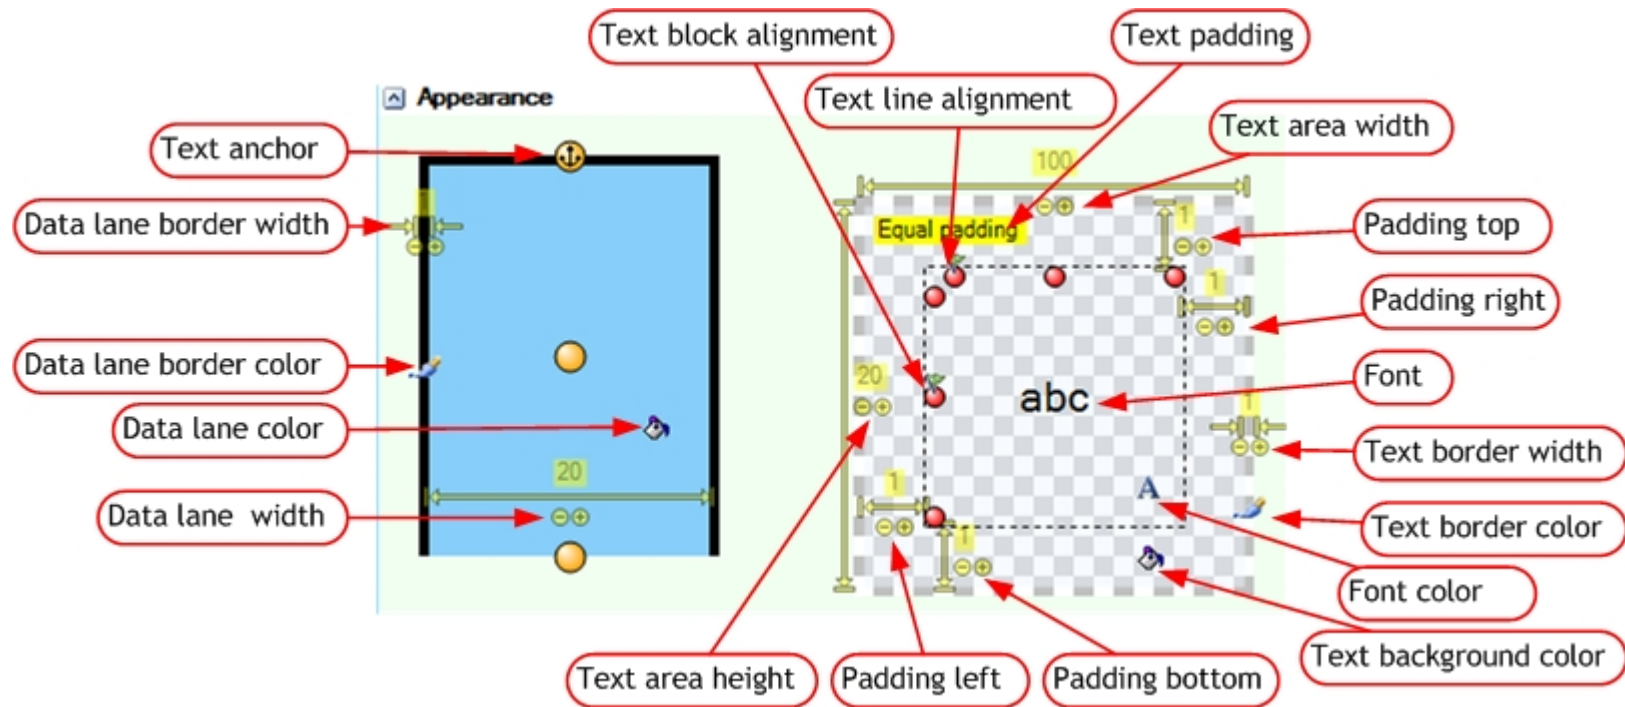 Text block alignment
Text padding
Appearance
Text line alignment
Text area width
Text anchor
100
Data lane border width
1
Equal padding
1
Padding top
1
Padding right
Data lane border color
20
abc
Font
Data lane color
1
Text border width
20
1
A
Data lane  width
1
Text border color
Font color
Text area height
Padding left
Padding bottom
Text background color